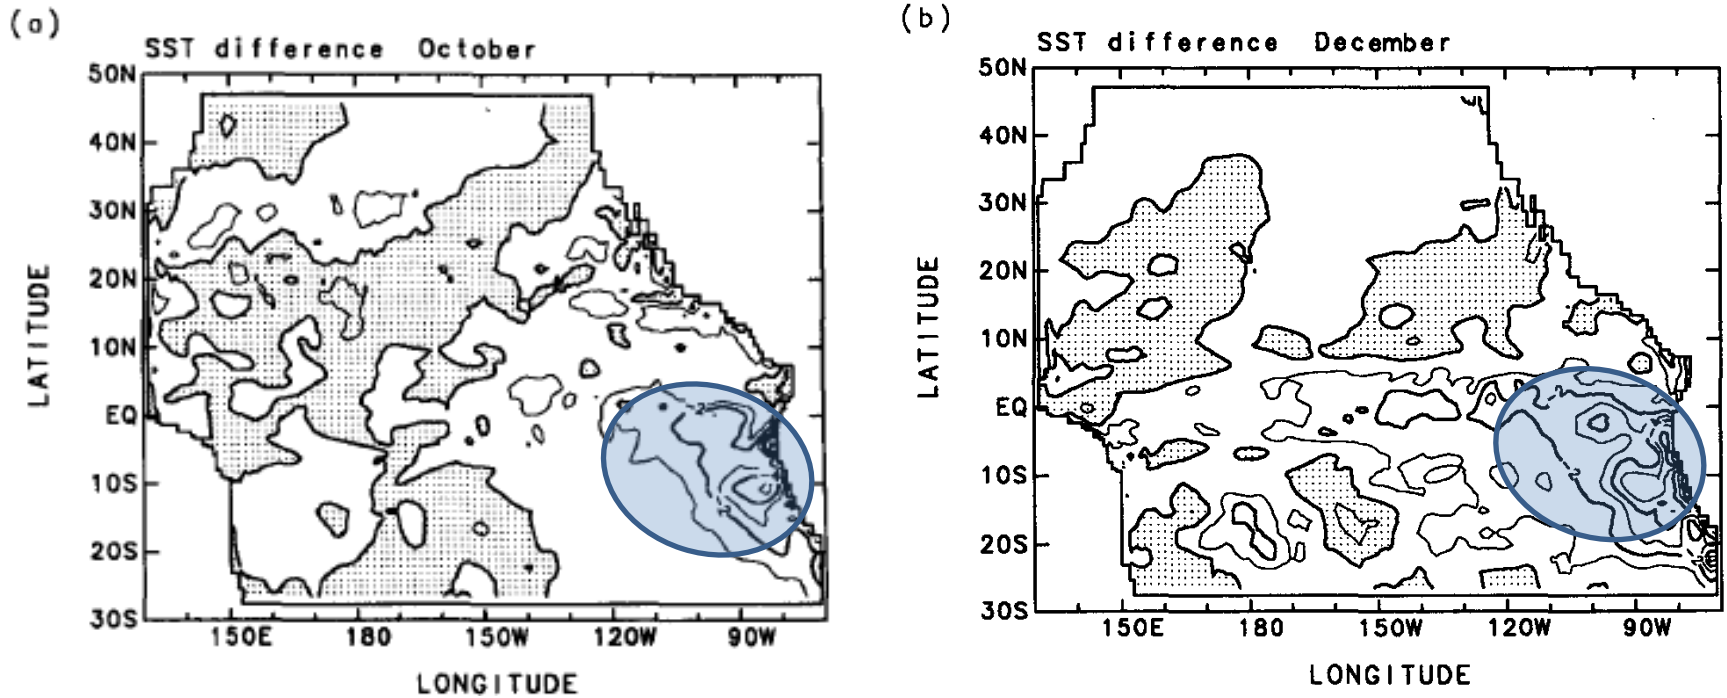 (a)
SST difference October
50N
40N
30N
20N
10N
EQ
10S
20S
30S
LATITUDE
150E 180 150W 120W 90W
LONGITUDE
(b)
SST difference December
50N
40N
30N
20N
10N
EQ
10S
20S
30S
LATITUDE
150E 180 150W 120W 90W
LONGITUDE